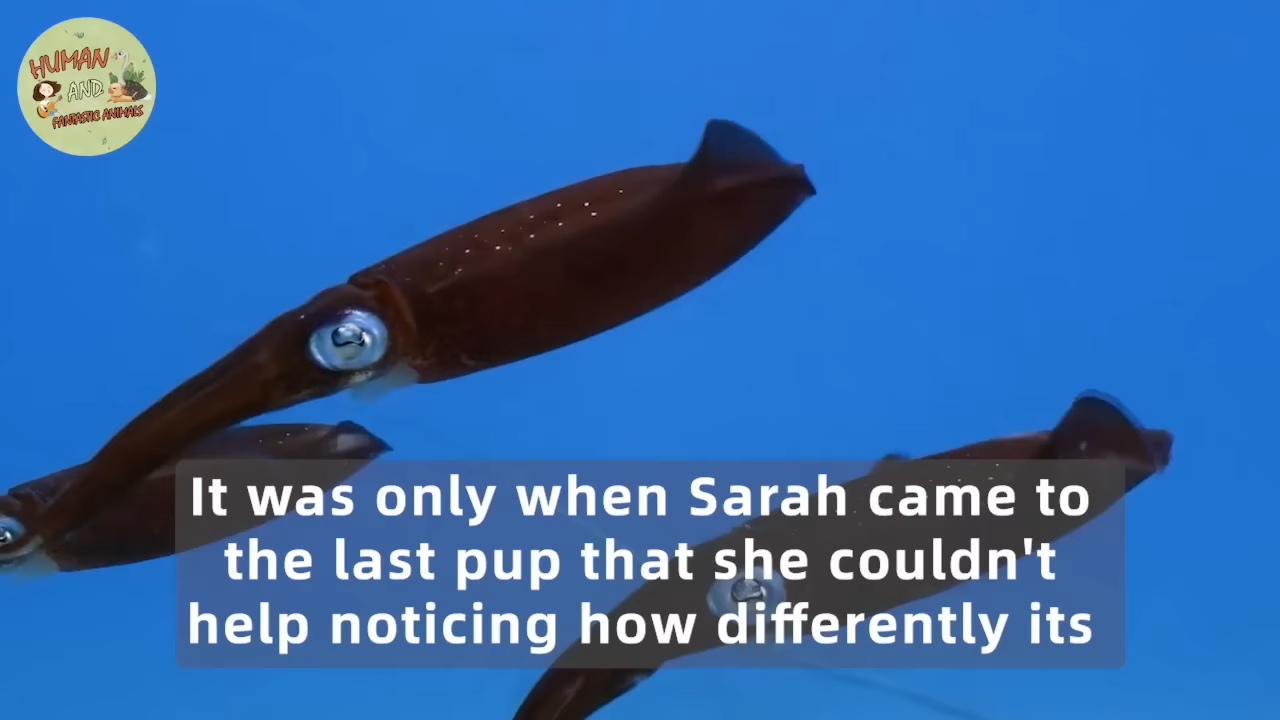 HUMAN
AND
FANTASTIC ANIMALS
It was only when Sarah came to
the last pup that she couldn't
help noticing how differently its